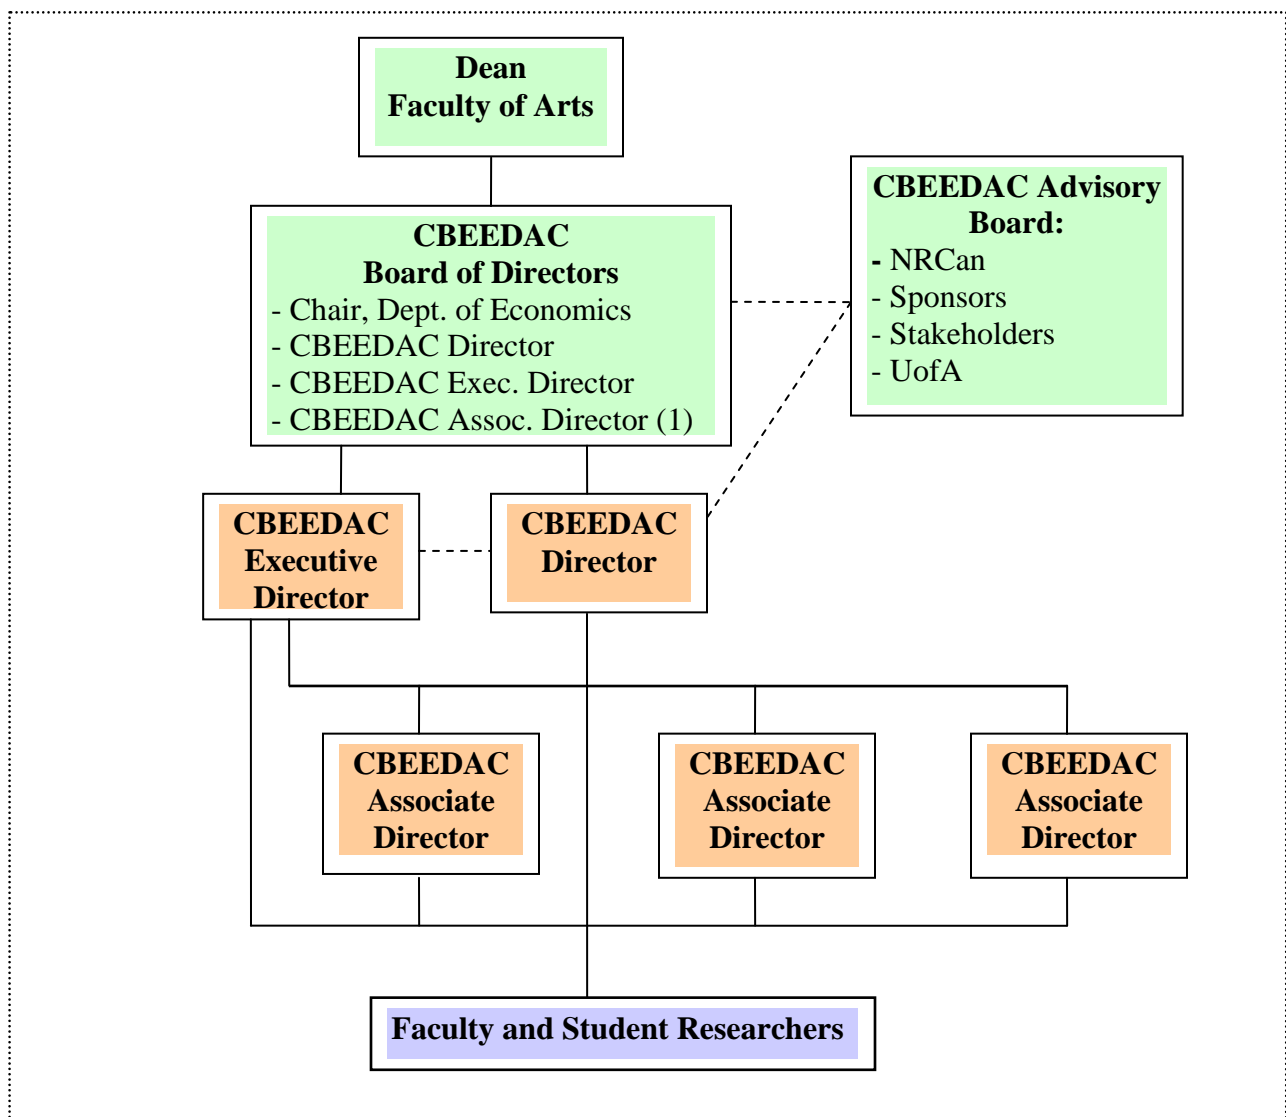 Dean
Faculty of Arts
CBEEDAC
Board of Directors
- Chair, Dept. of Economics
- CBEEDAC Director
- CBEEDAC Exec. Director
- CBEEDAC Assoc. Director (1)
CBEEDAC Advisory
Board:
- NRCan
- Sponsors
- Stakeholders
- UofA
CBEEDAC
Executive
Director
CBEEDAC
Director
CBEEDAC
Associate
Director
CBEEDAC
Associate
Director
CBEEDAC
Associate
Director
Faculty and Student Researchers